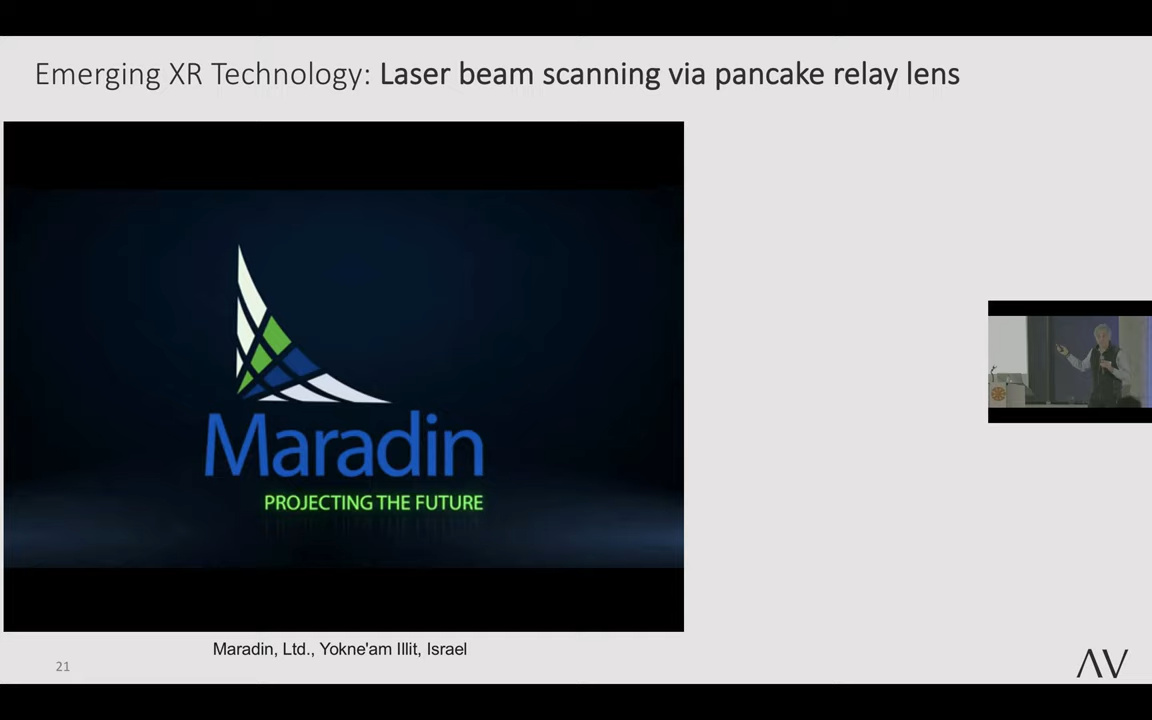 Emerging XR Technology: Laser beam scanning via pancake relay lens
Maradin
PROJECTING THE FUTURE
Maradin, Ltd., Yokne'am Illit, Israel
21
AV